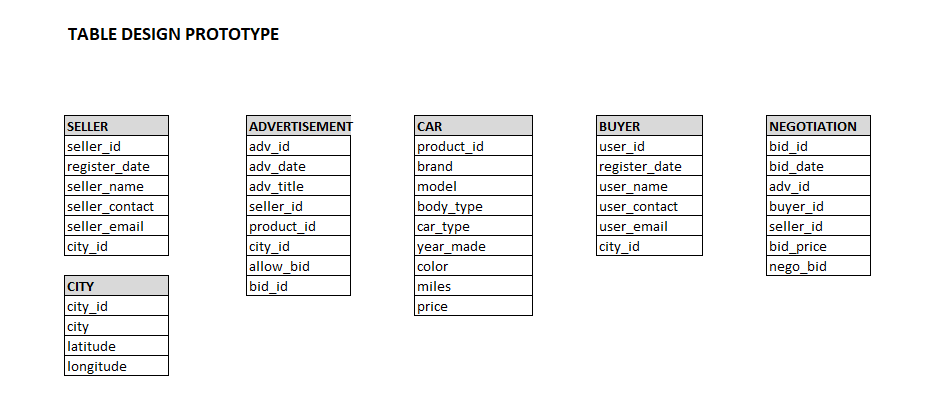 TABLE DESIGN PROTOTYPE
SELLER
seller_id
register_date
seller_name
seller_contact
seller_email
city_id
CITY
city_id
city
latitude
longitude
ADVERTISEMENT
adv_id
adv_date
adv_title
seller_id
product_id
city_id
allow_bid
bid_id
CAR
product_id
brand
model
body_type
car_type
year_made
color
miles
price
BUYER
user_id
register_date
user_name
user_contact
user_email
city_id
NEGOTIATION
bid_id
bid_date
adv_id
buyer_id
seller_id
bid_price
nego_bid